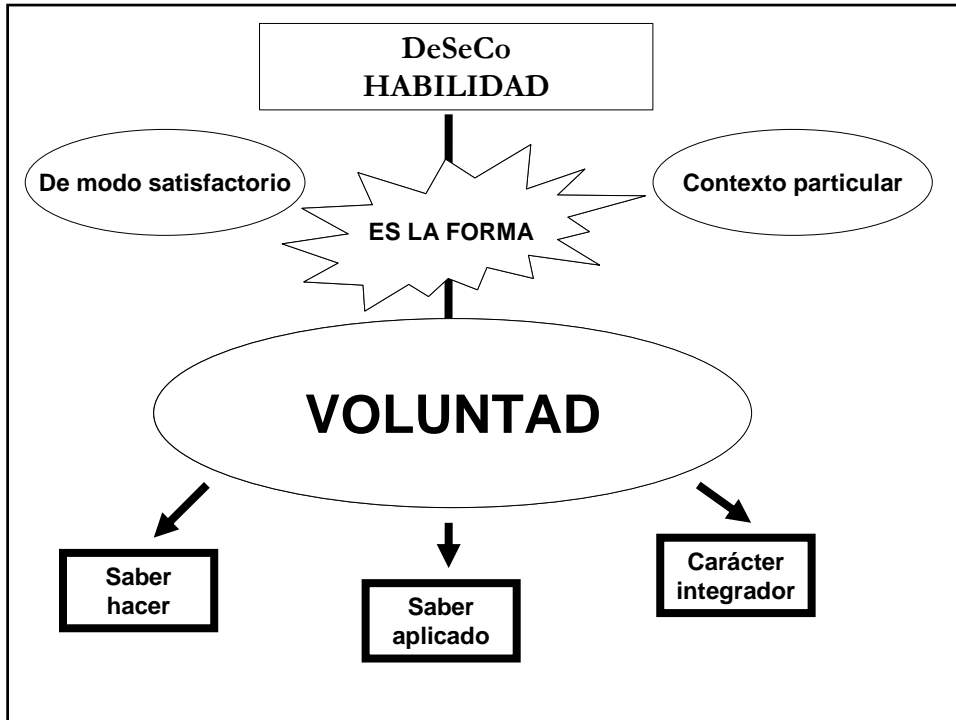 DeSeCo
HABILIDAD
De modo satisfactorio
Contexto particular
ES LA FORMA
VOLUNTAD
Saber
hacer
Saber
aplicado
Carácter
integrador